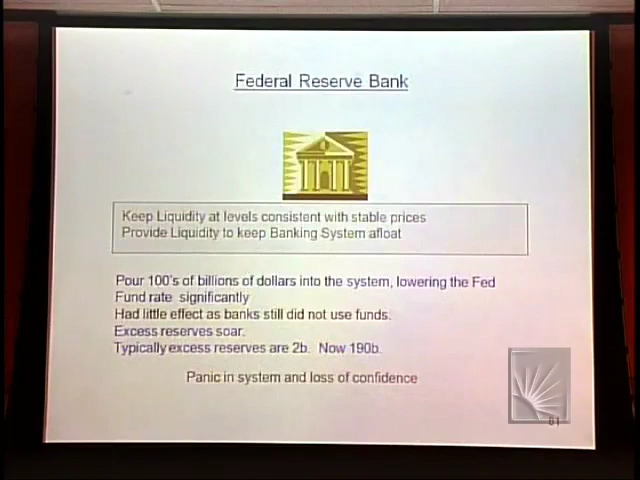 Federal Reserve Bank
Keep Liquidity at levels consistent with stable prices
Provide Liquidity to keep Banking System afloat
Pour 100's of billions of dollars into the system, lowering the Fed
Fund rate significantly
Had little effect as banks still did not use funds.
Excess reserves soar.
Typically excess reserves are 2b. Now 190b.
Panic in system and loss of confidence
81